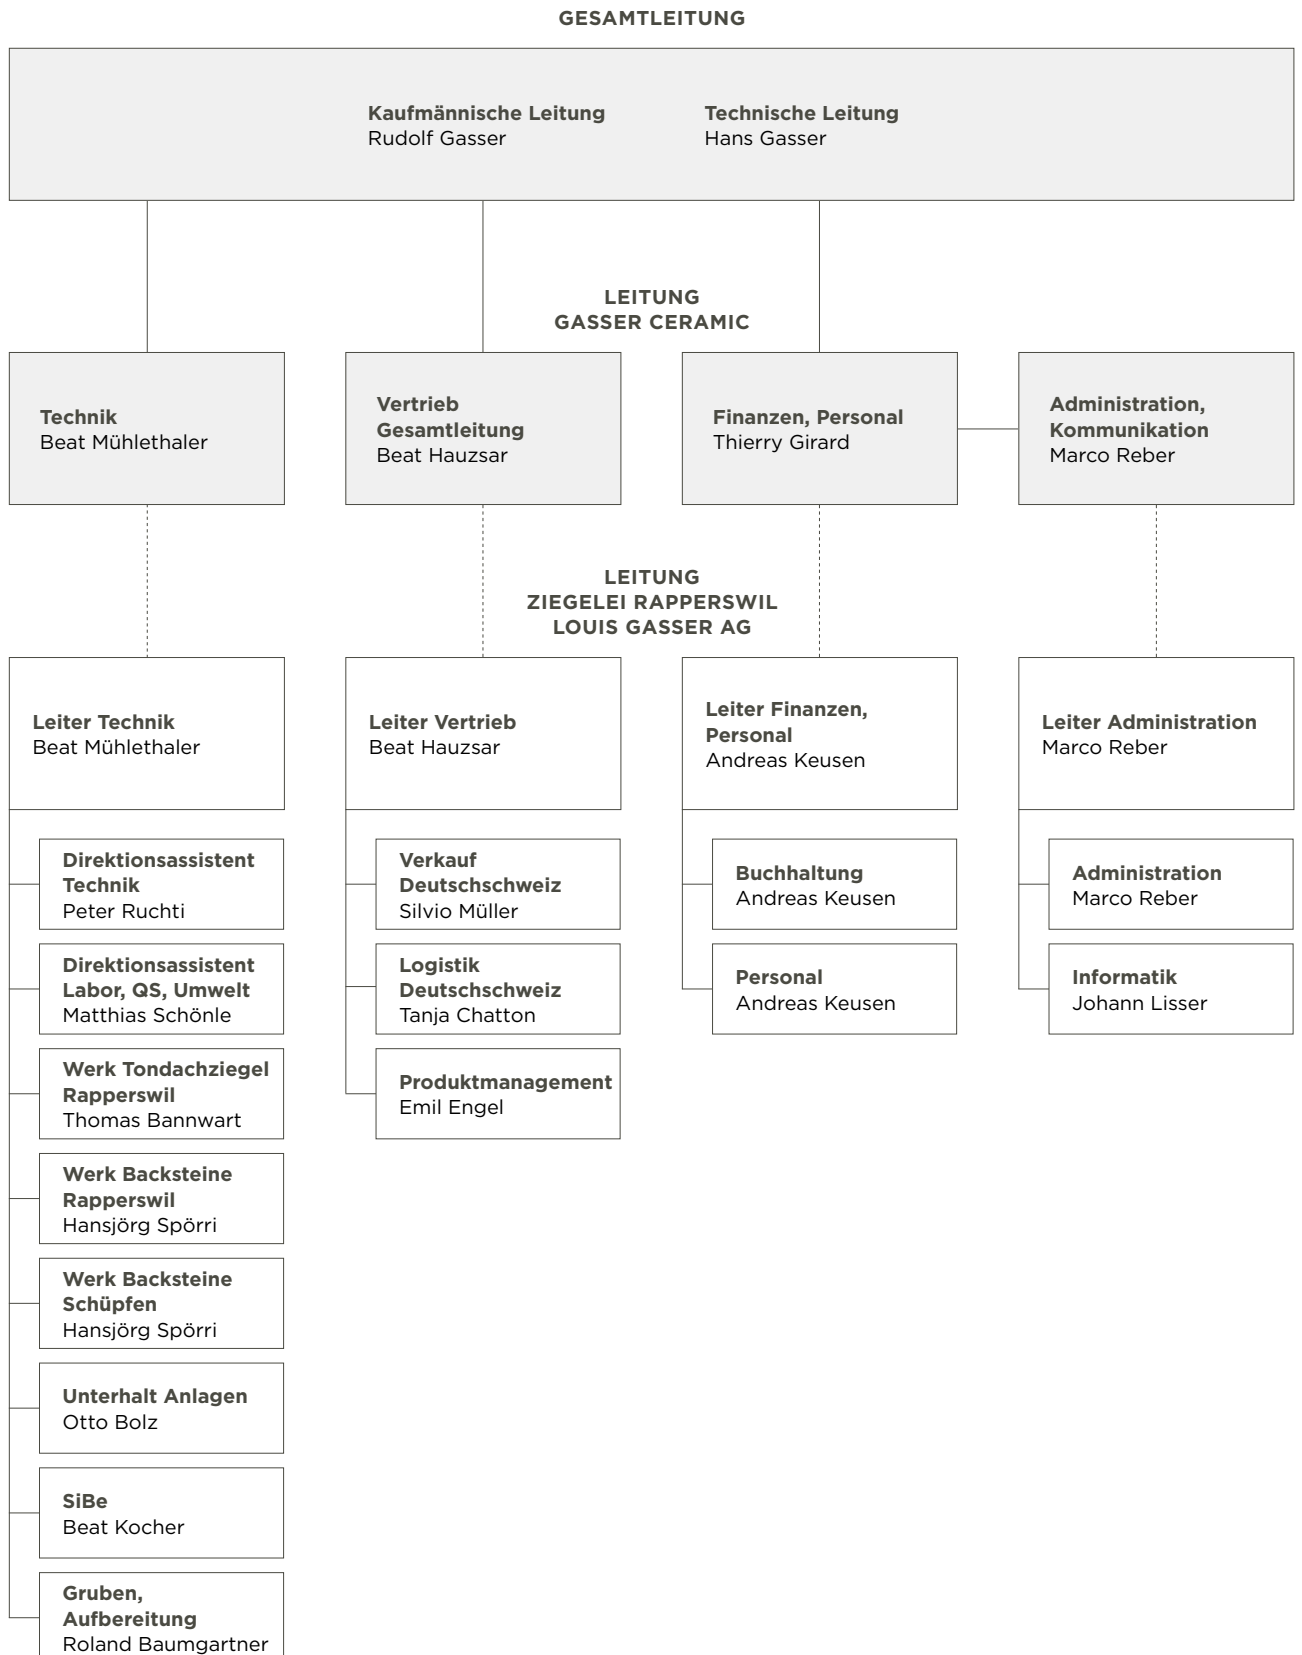 GESAMTLEITUNG
Kaufmännische Leitung
Rudolf Gasser
Technische Leitung
Hans Gasser
LEITUNG
GASSER CERAMIC
Technik
Beat Mühlethaler
Vertrieb
Gesamtleitung
Beat Hauzsar
Finanzen, Personal
Thierry Girard
Administration,
Kommunikation
Marco Reber
LEITUNG
ZIEGELEI RAPPERSWIL
LOUIS GASSER AG
Leiter Technik
Beat Mühlethaler
Leiter Vertrieb
Beat Hauzsar
Leiter Finanzen,
Personal
Andreas Keusen
Leiter Administration
Marco Reber
Direktionsassistent
Technik
Peter Ruchti
Direktionsassistent
Labor, QS, Umwelt
Matthias Schönle
Werk Tondachziegel
Rapperswil
Thomas Bannwart
Werk Backsteine
Rapperswil
Hansjörg Spörri
Werk Backsteine
Schüpfen
Hansjörg Spörri
Unterhalt Anlagen
Otto Bolz
SiBe
Beat Kocher
Gruben,
Aufbereitung
Roland Baumgartner
Verkauf
Deutschschweiz
Silvio Müller
Logistik
Deutschschweiz
Tanja Chatton
Produktmanagement
Emil Engel
Buchhaltung
Andreas Keusen
Personal
Andreas Keusen
Administration
Marco Reber
Informatik
Johann Lisser